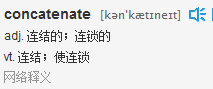 concatenate [kən'kætɪneɪt]
adj. 连结的；连锁的
vt. 连结；使连锁
网络释义